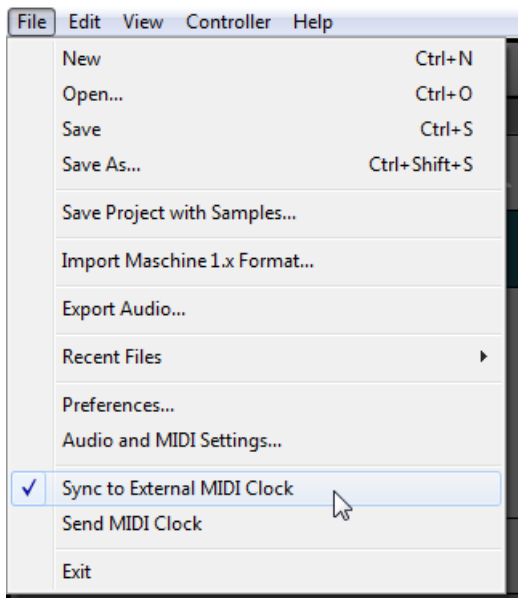 File Edit View Controller Help
New Ctrl+N
Open... Ctrl+O
Save Ctrl+S
Save As... Ctrl+Shift+S
Save Project with Samples...
Import Maschine 1.x Format...
Export Audio...
Recent Files
Preferences...
Audio and MIDI Settings...
Sync to External MIDI Clock
Send MIDI Clock
Exit